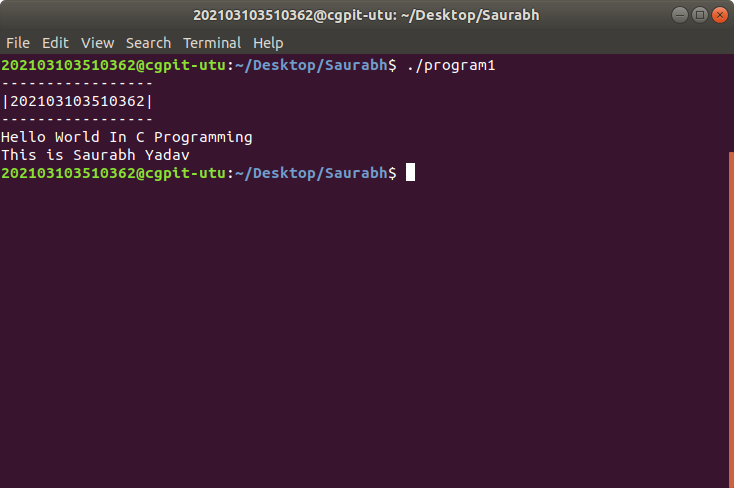 202103103510362@cgpit-utu: ~/Desktop/Saurabh
File Edit View Search Terminal Help
202103103510362@cgpit-utu:~/Desktop/Saurabh$ ./program1
-----------------
|202103103510362|
-----------------
Hello World In C Programming
This is Saurabh Yadav
202103103510362@cgpit-utu:~/Desktop/Saurabh$